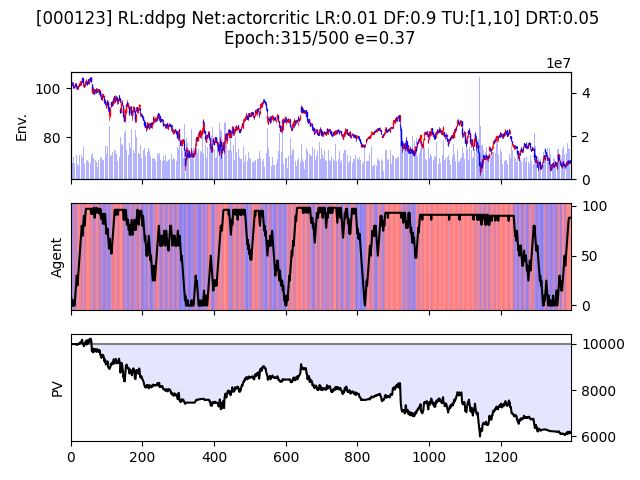 [000123] RL:ddpg Net:actorcritic LR:0.01 DF:0.9 TU:[1,10] DRT:0.05
Epoch:315/500 e=0.37
1e7
100
80
Env.
4
2
0
Agent
100
50
0
PV
10000
8000
6000
0 200 400 600 800 1000 1200